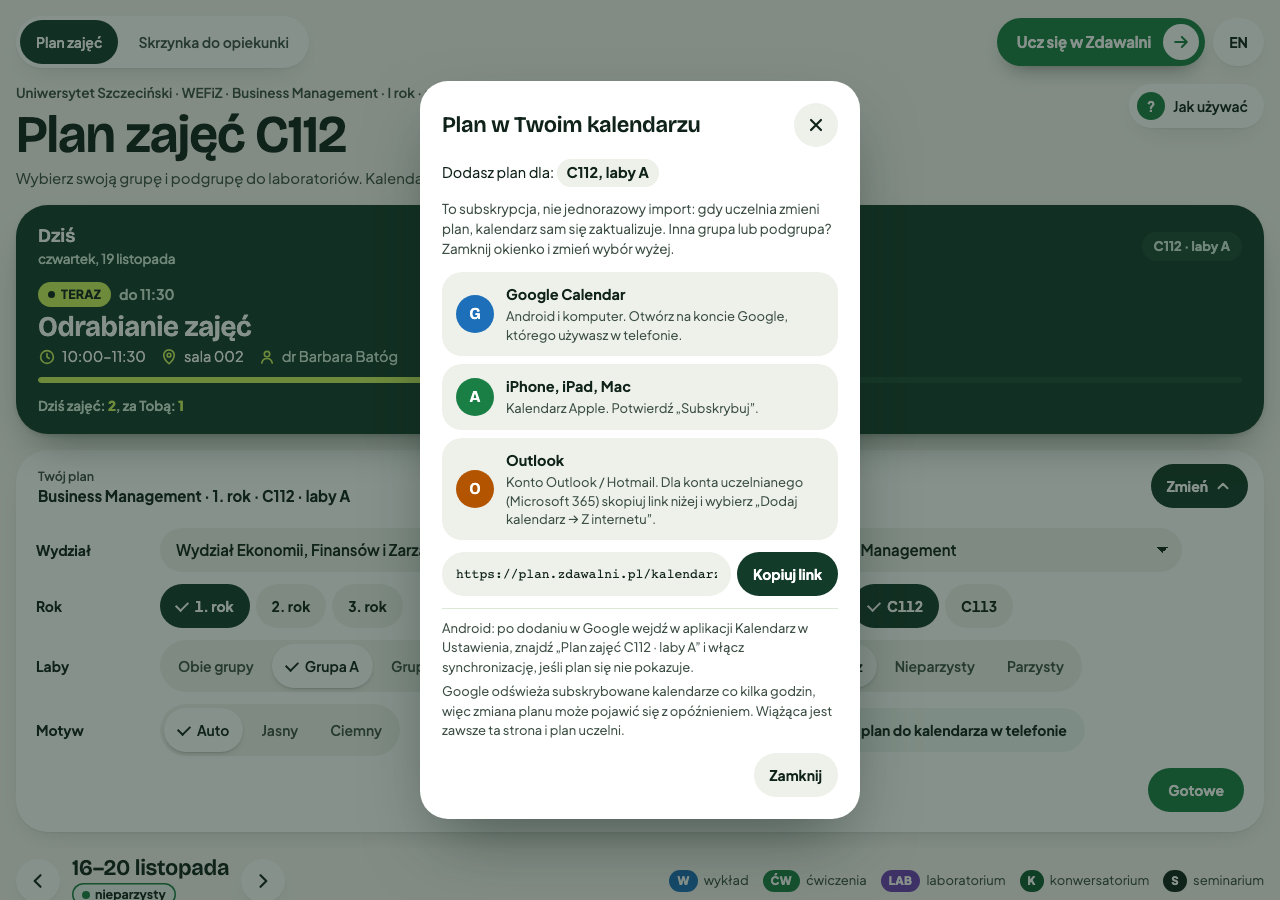 Plan zajęć
Skrzynka do opiekunki
Ucz się w Zdawalni
EN
Uniwersytet Szczeciński · WEFiZ · Business Management · I rok ·
? Jak używać
Plan zajęć C112
Wybierz swoją grupę i podgrupę do laboratoriów.
Dziś
czwartek, 19 listopada
C112 · laby A
TERAZ do 11:30
Odrabianie zajęć
10:00–11:30 sala 002 dr Barbara Batóg
Dziś zajęć: 2, za Tobą: 1
Twój plan
Business Management · 1. rok · C112 · laby A
Zmień
Wydział
Wydział Ekonomii, Finansów i
Management
Rok
1. rok
2. rok
3. rok
C112
C113
Laby
Obie grupy
Grupa A
Nieparzysty
Parzysty
Motyw
Auto
Jasny
Ciemny
plan do kalendarza w telefonie
Gotowe
16–20 listopada
nieparzysty
W wykład
ĆW ćwiczenia
LAB laboratorium
K konwersatorium
S seminarium
Plan w Twoim kalendarzu
Dodasz plan dla: C112, laby A
To subskrypcja, nie jednorazowy import: gdy uczelnia zmieni
plan, kalendarz sam się zaktualizuje. Inna grupa lub podgrupa?
Zamknij okienko i zmień wybór wyżej.
G
Google Calendar
Android i komputer. Otwórz na koncie Google,
którego używasz w telefonie.
A
iPhone, iPad, Mac
Kalendarz Apple. Potwierdź „Subskrybuj”.
O
Outlook
Konto Outlook / Hotmail. Dla konta uczelnianego
(Microsoft 365) skopiuj link niżej i wybierz „Dodaj
kalendarz → Z internetu”.
https://plan.zdawalni.pl/kalendarz
Kopiuj link
Android: po dodaniu w Google wejdź w aplikacji Kalendarz w
Ustawienia, znajdź „Plan zajęć C112 · laby A” i włącz
synchronizację, jeśli plan się nie pokazuje.
Google odświeża subskrybowane kalendarze co kilka godzin,
więc zmiana planu może pojawić się z opóźnieniem. Wiążąca jest
zawsze ta strona i plan uczelni.
Zamknij